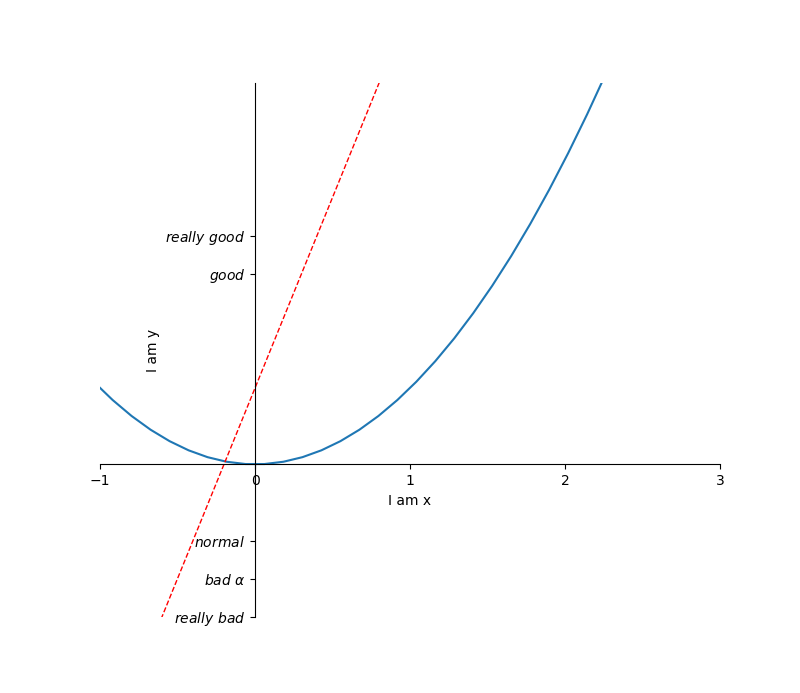 really good
good
I am y
−1
0
1
2
3
I am x
normal
bad α
really bad